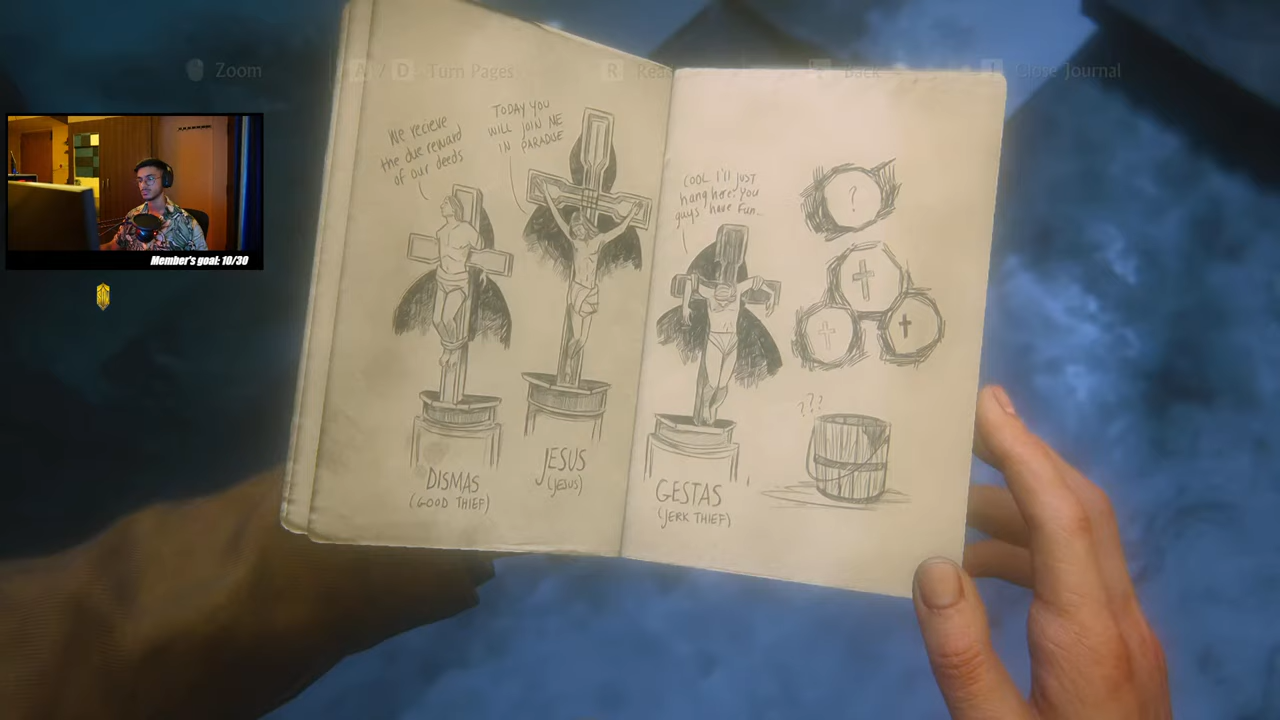 Zoom
A / D Turn Pages
R Rea
Back
Close Journal
We recieve
the due reward
of our deeds
TODAY YOU
WILL JOIN ME
IN PARADISE
COOL I'll JUST
hang here. You
guys have fun...
?
Member's goal: 10/30
???
DISMAS
(GOOD THIEF)
JESUS
(JESUS)
GESTAS
(JERK THIEF)